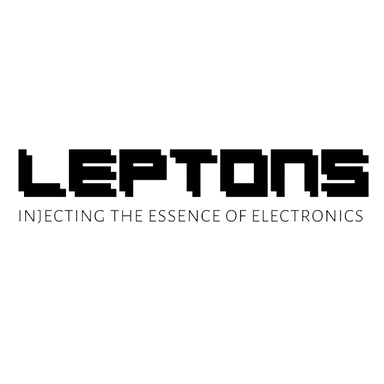 LEPTONS
INJECTING THE ESSENCE OF ELECTRONICS